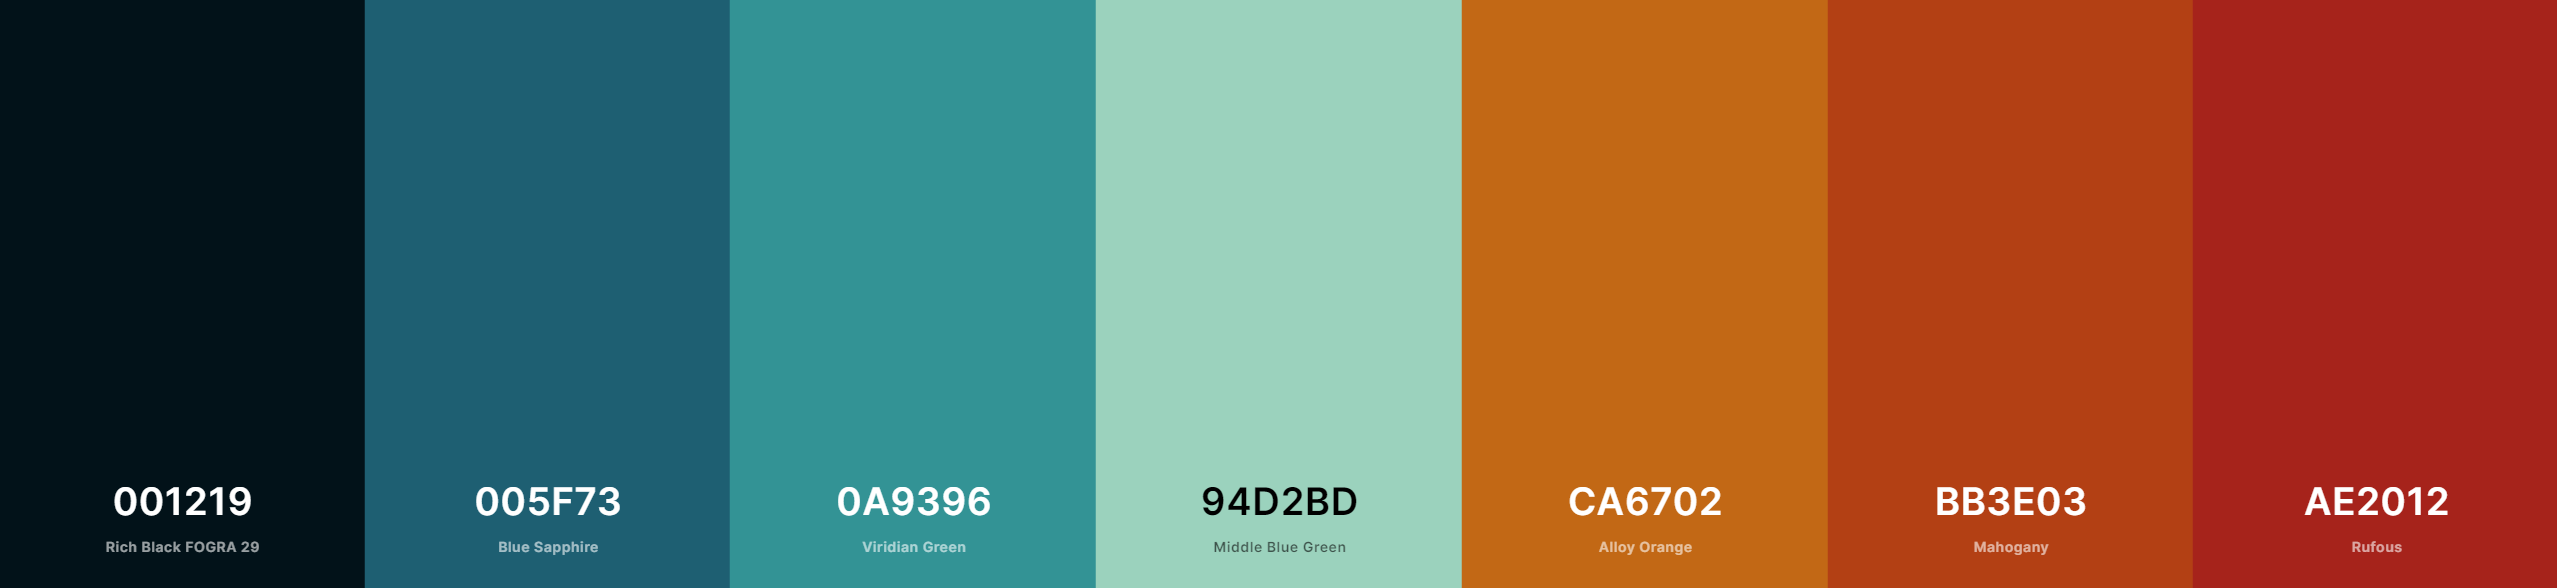 001219
Rich Black FOGRA 29
005F73
Blue Sapphire
0A9396
Viridian Green
94D2BD
Middle Blue Green
CA6702
Alloy Orange
BB3E03
Mahogany
AE2012
Rufous